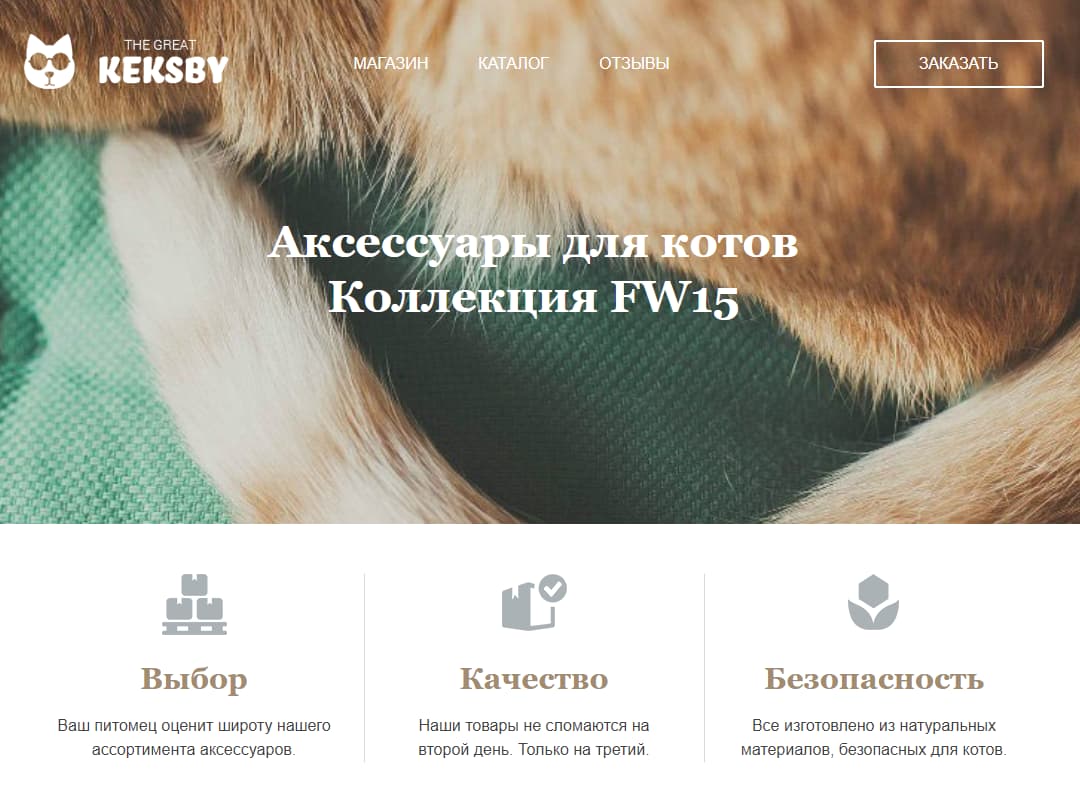 THE GREAT
KEKSBY
МАГАЗИН КАТАЛОГ ОТЗЫВЫ
ЗАКАЗАТЬ
Аксессуары для котов
Коллекция FW15
Выбор
Ваш питомец оценит широту нашего
ассортимента аксессуаров.
Качество
Наши товары не сломаются на
второй день. Только на третий.
Безопасность
Все изготовлено из натуральных
материалов, безопасных для котов.